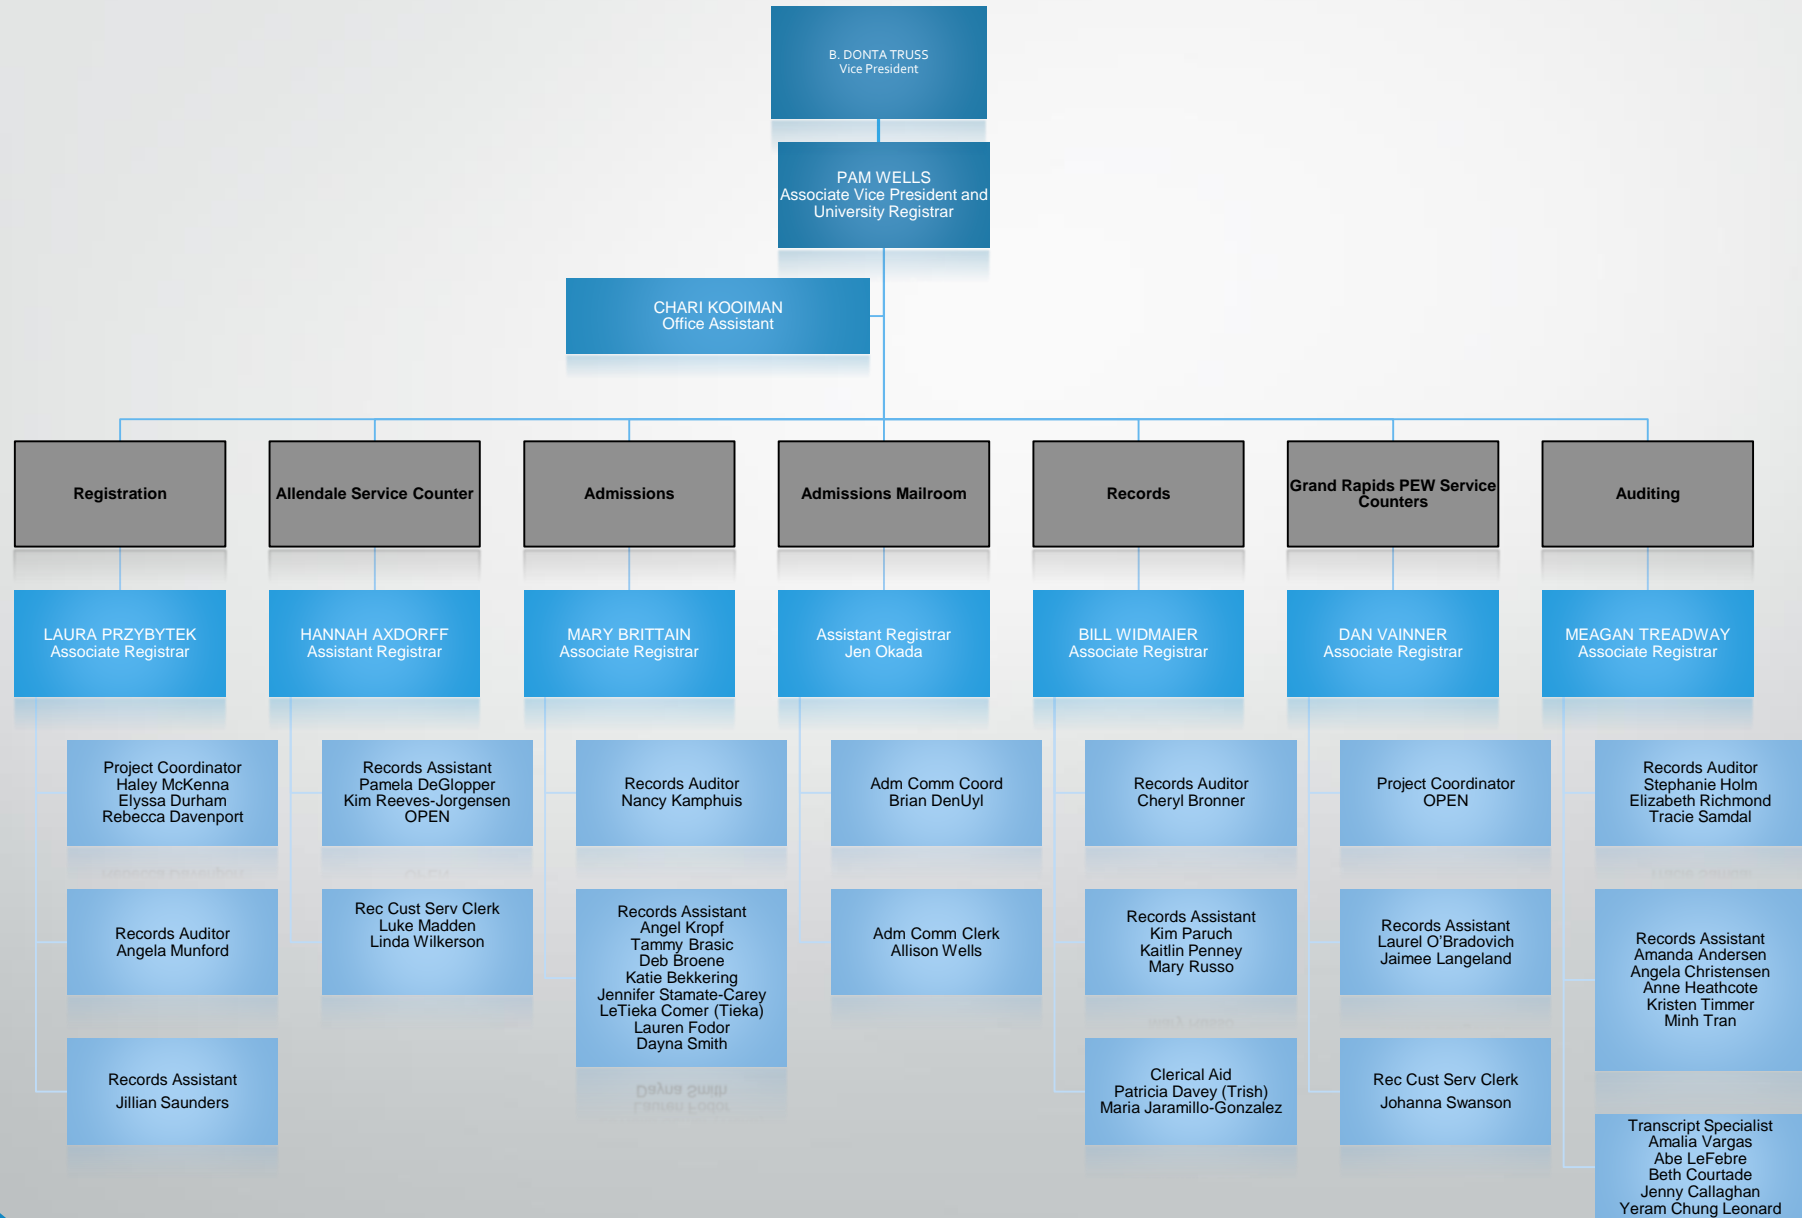 B. DONTA TRUSS
Vice President
PAM WELLS
Associate Vice President and
University Registrar
CHARI KOOIMAN
Office Assistant
Registration
Allendale Service Counter
Admissions
Admissions Mailroom
Records
Grand Rapids PEW Service
Counters
Auditing
LAURA PRZYBYTEK
Associate Registrar
HANNAH AXDORFF
Assistant Registrar
MARY BRITTAIN
Associate Registrar
Assistant Registrar
Jen Okada
BILL WIDMAIER
Associate Registrar
DAN VAINNER
Associate Registrar
MEAGAN TREADWAY
Associate Registrar
Project Coordinator
Haley McKenna
Elyssa Durham
Rebecca Davenport
Records Auditor
Angela Munford
Records Assistant
Jillian Saunders
Records Assistant
Pamela DeGlopper
Kim Reeves-Jorgensen
OPEN
Rec Cust Serv Clerk
Luke Madden
Linda Wilkerson
Records Auditor
Nancy Kamphuis
Records Assistant
Angel Kropf
Tammy Brasic
Deb Broene
Katie Bekkering
Jennifer Stamate-Carey
LeTieka Comer (Tieka)
Lauren Fodor
Dayna Smith
Adm Comm Coord
Brian DenUyl
Adm Comm Clerk
Allison Wells
Records Auditor
Cheryl Bronner
Records Assistant
Kim Paruch
Kaitlin Penney
Mary Russo
Clerical Aid
Patricia Davey (Trish)
Maria Jaramillo-Gonzalez
Project Coordinator
OPEN
Records Assistant
Laurel O’Bradovich
Jaimee Langeland
Rec Cust Serv Clerk
Johanna Swanson
Records Auditor
Stephanie Holm
Elizabeth Richmond
Tracie Samdal
Records Assistant
Amanda Andersen
Angela Christensen
Anne Heathcote
Kristen Timmer
Minh Tran
Transcript Specialist
Amalia Vargas
Abe LeFebre
Beth Courtade
Jenny Callaghan
Yeram Chung Leonard